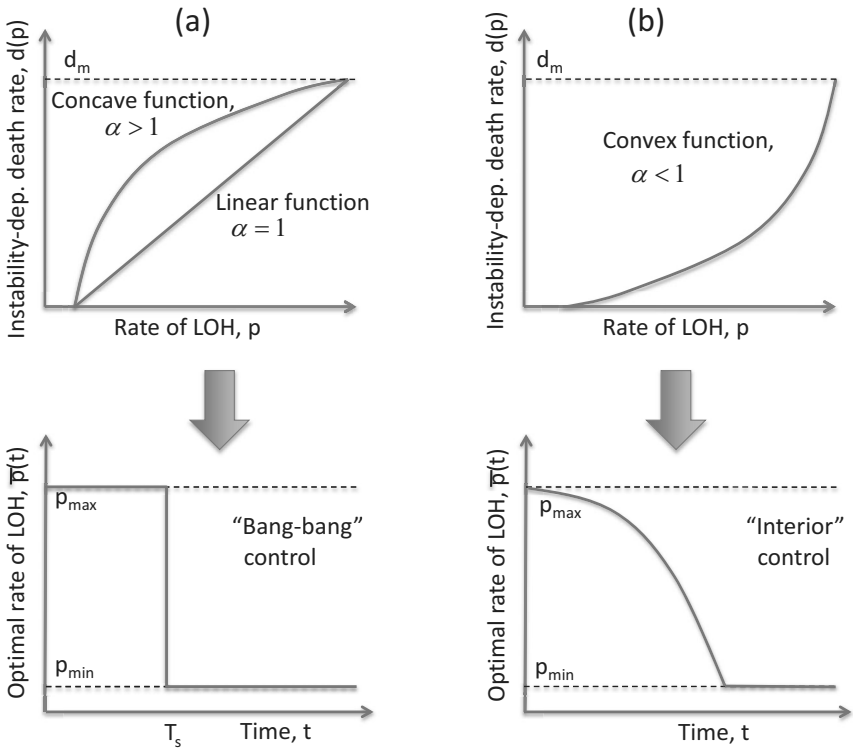 (a)
Instability-dep. death rate, d(p)
d_m
Concave function,
α > 1
Linear function
α = 1
Rate of LOH, p
(b)
Instability-dep. death rate, d(p)
d_m
Convex function,
α < 1
Rate of LOH, p
Optimal rate of LOH, p̅(t)
p_max
"Bang-bang"
control
p_min
T_s
Time, t
Optimal rate of LOH, p̅(t)
p_max
"Interior"
control
p_min
Time, t